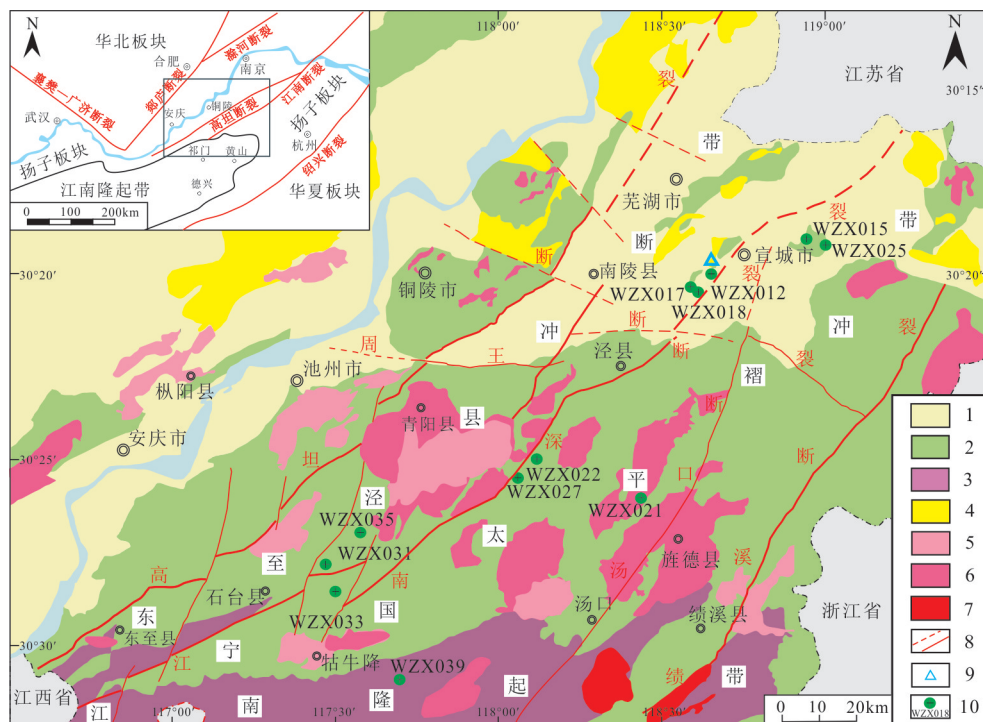 118°00′
118°30′
119°00′
N
华北板块
滁河断裂
合肥
南京
襄樊一广济断裂
郯庐断裂
江南断裂
武汉
安庆
铜陵
高坦断裂
扬子板块
杭州
扬子板块
祁门
黄山
绍兴断裂
江南隆起带
德兴
华夏板块
0 100 200km
N
江苏省
30°15′
裂
带
芜湖市
断
裂
带
WZX015
WZX025
宣城市
裂
30°20′
断
铜陵市
南陵县
WZX017
WZX012
WZX018
30°20′
断
断
冲
断
冲
裂
周
王
泾县
裂
褶
枞阳县
池州市
县
青阳县
断
安庆市
30°25′
坦
深
WZX022
WZX027
平
口
断
30°25′
泾
WZX035
WZX021
WZX031
至
太
旌德县
高
石台县
南
汤
溪
东
国
汤口
绩溪县
浙江省
东至县
WZX033
30°30′
江
宁
牯牛隆
WZX039
30°30′
江西省
江
南
隆
起
绩
带
0 10 20km
117°00′
117°30′
118°00′
118°30′
1
2
3
4
5
6
7
8
9
WZX018
10